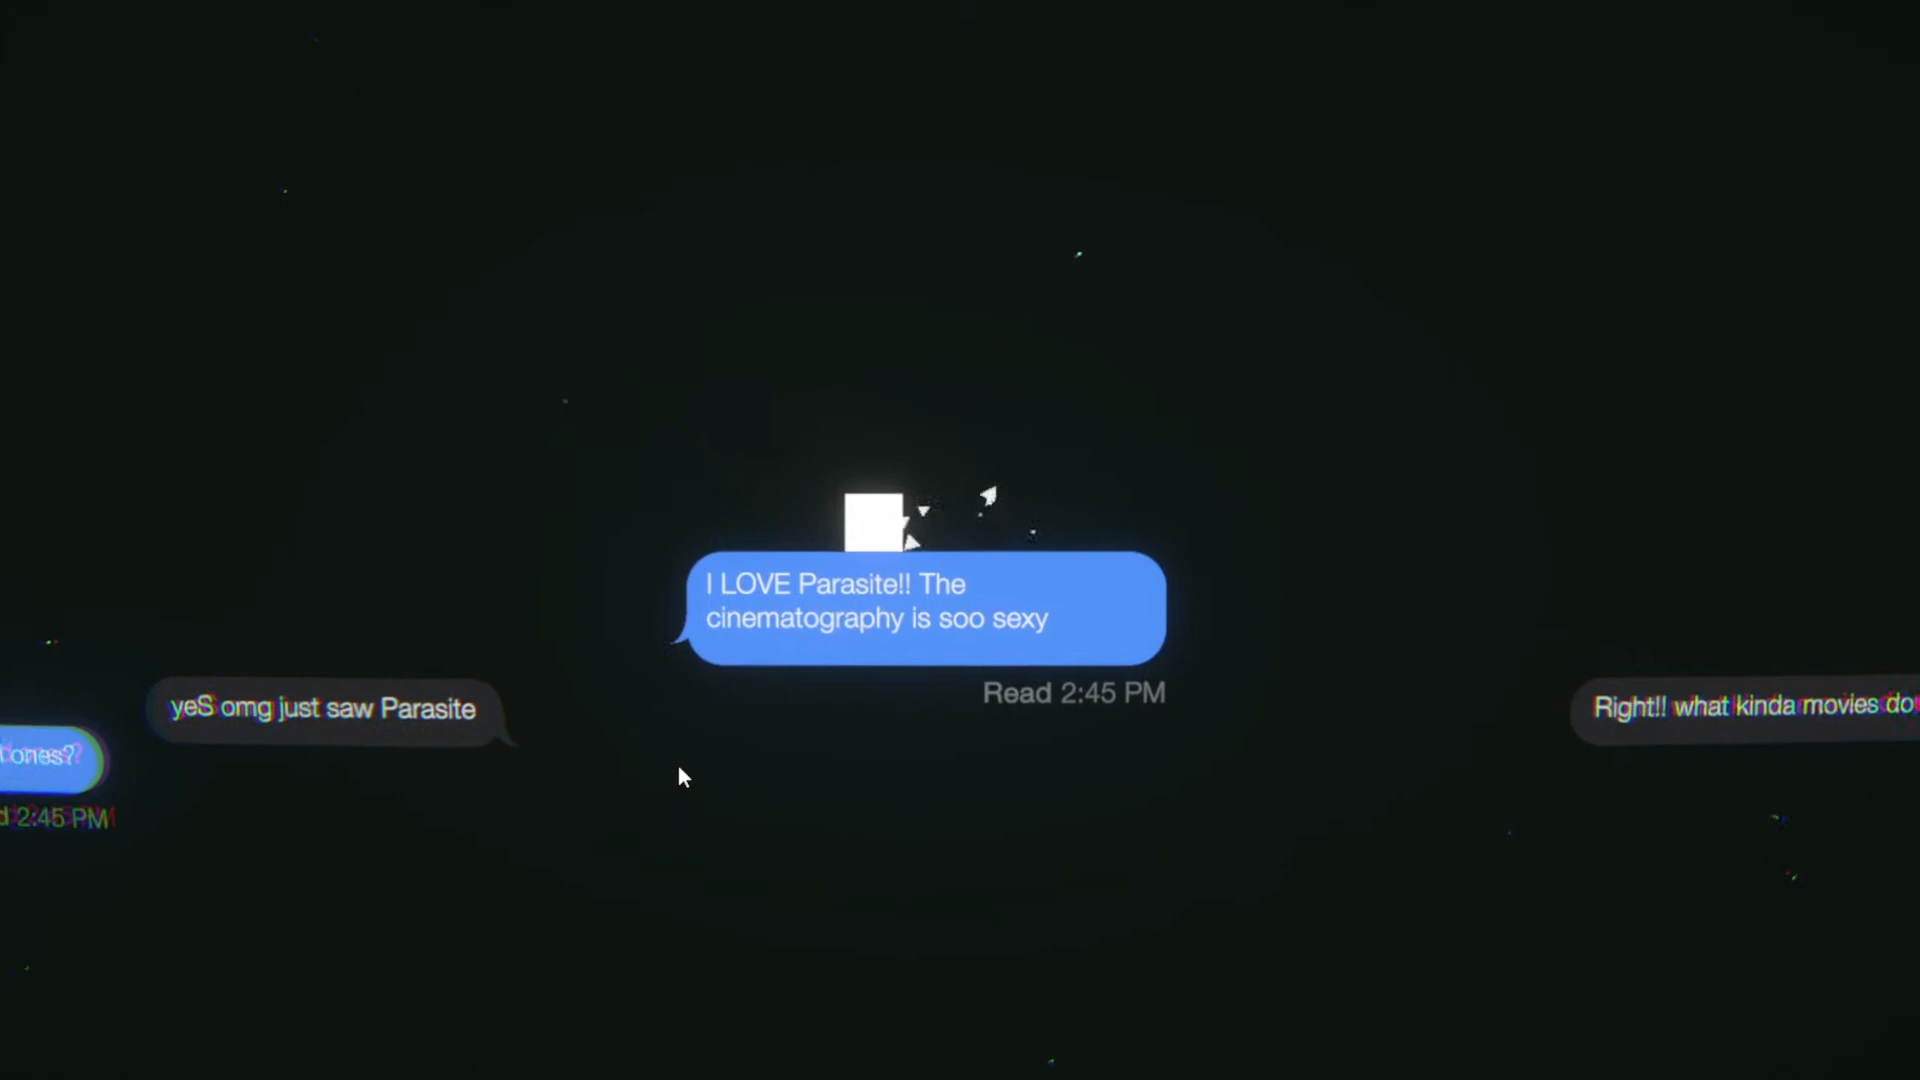 ones?
2:45 PM
yeS omg just saw Parasite
I LOVE Parasite!! The
cinematography is soo sexy
Read 2:45 PM
Right!! what kinda movies do